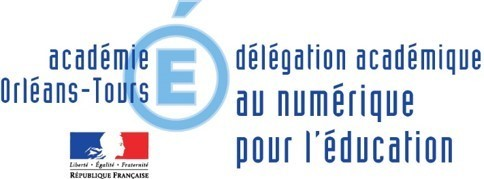 académie
Orléans-Tours
É
délégation académique
au numérique
pour l'éducation
Liberté • Égalité • Fraternité
RÉPUBLIQUE FRANÇAISE